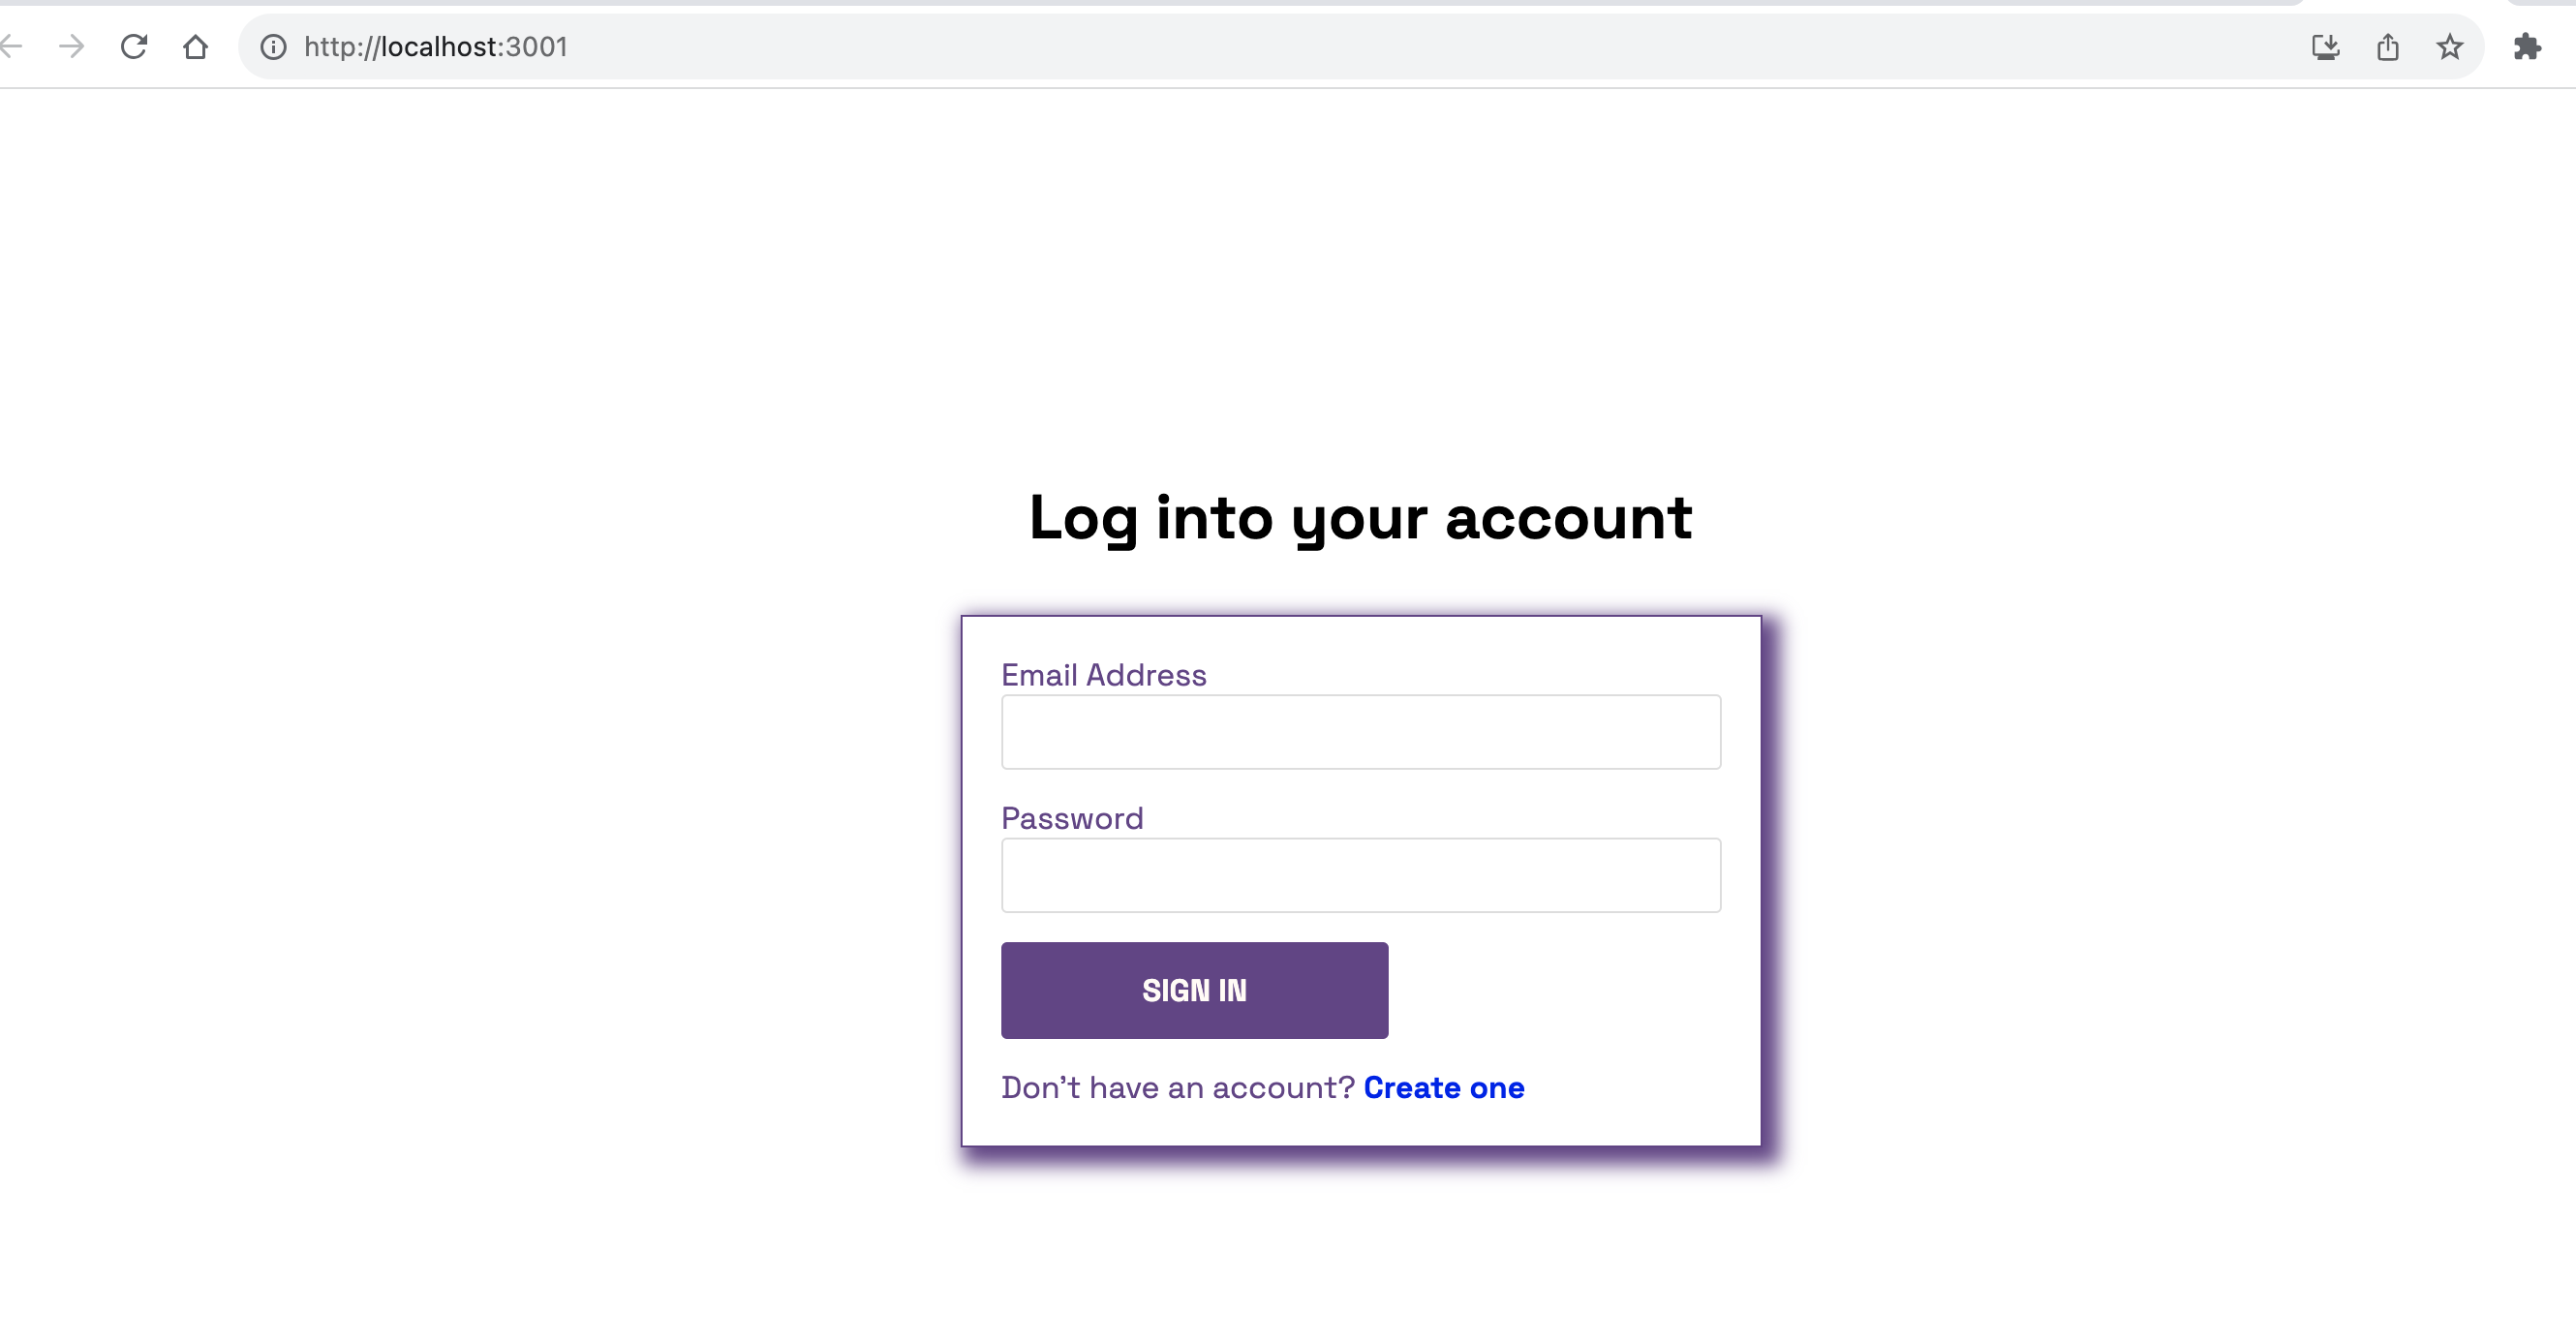 http://localhost:3001
Log into your account
Email Address
Password
SIGN IN
Don't have an account? Create one